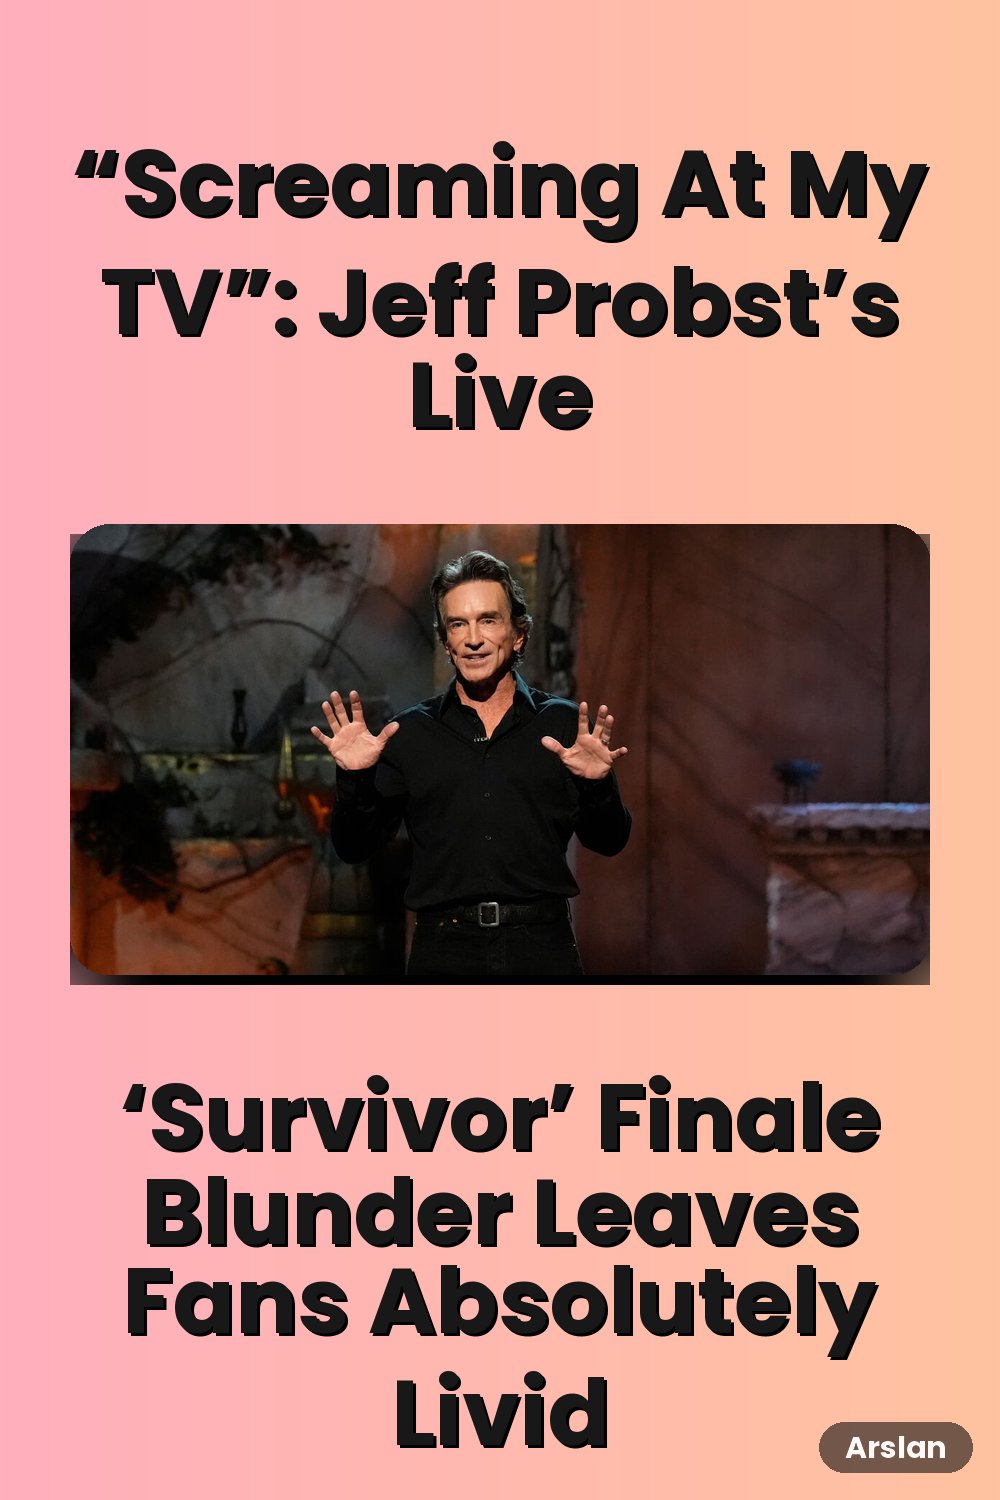 “Screaming At My
TV”: Jeff Probst’s
Live
‘Survivor’ Finale
Blunder Leaves
Fans Absolutely
Livid
Arslan